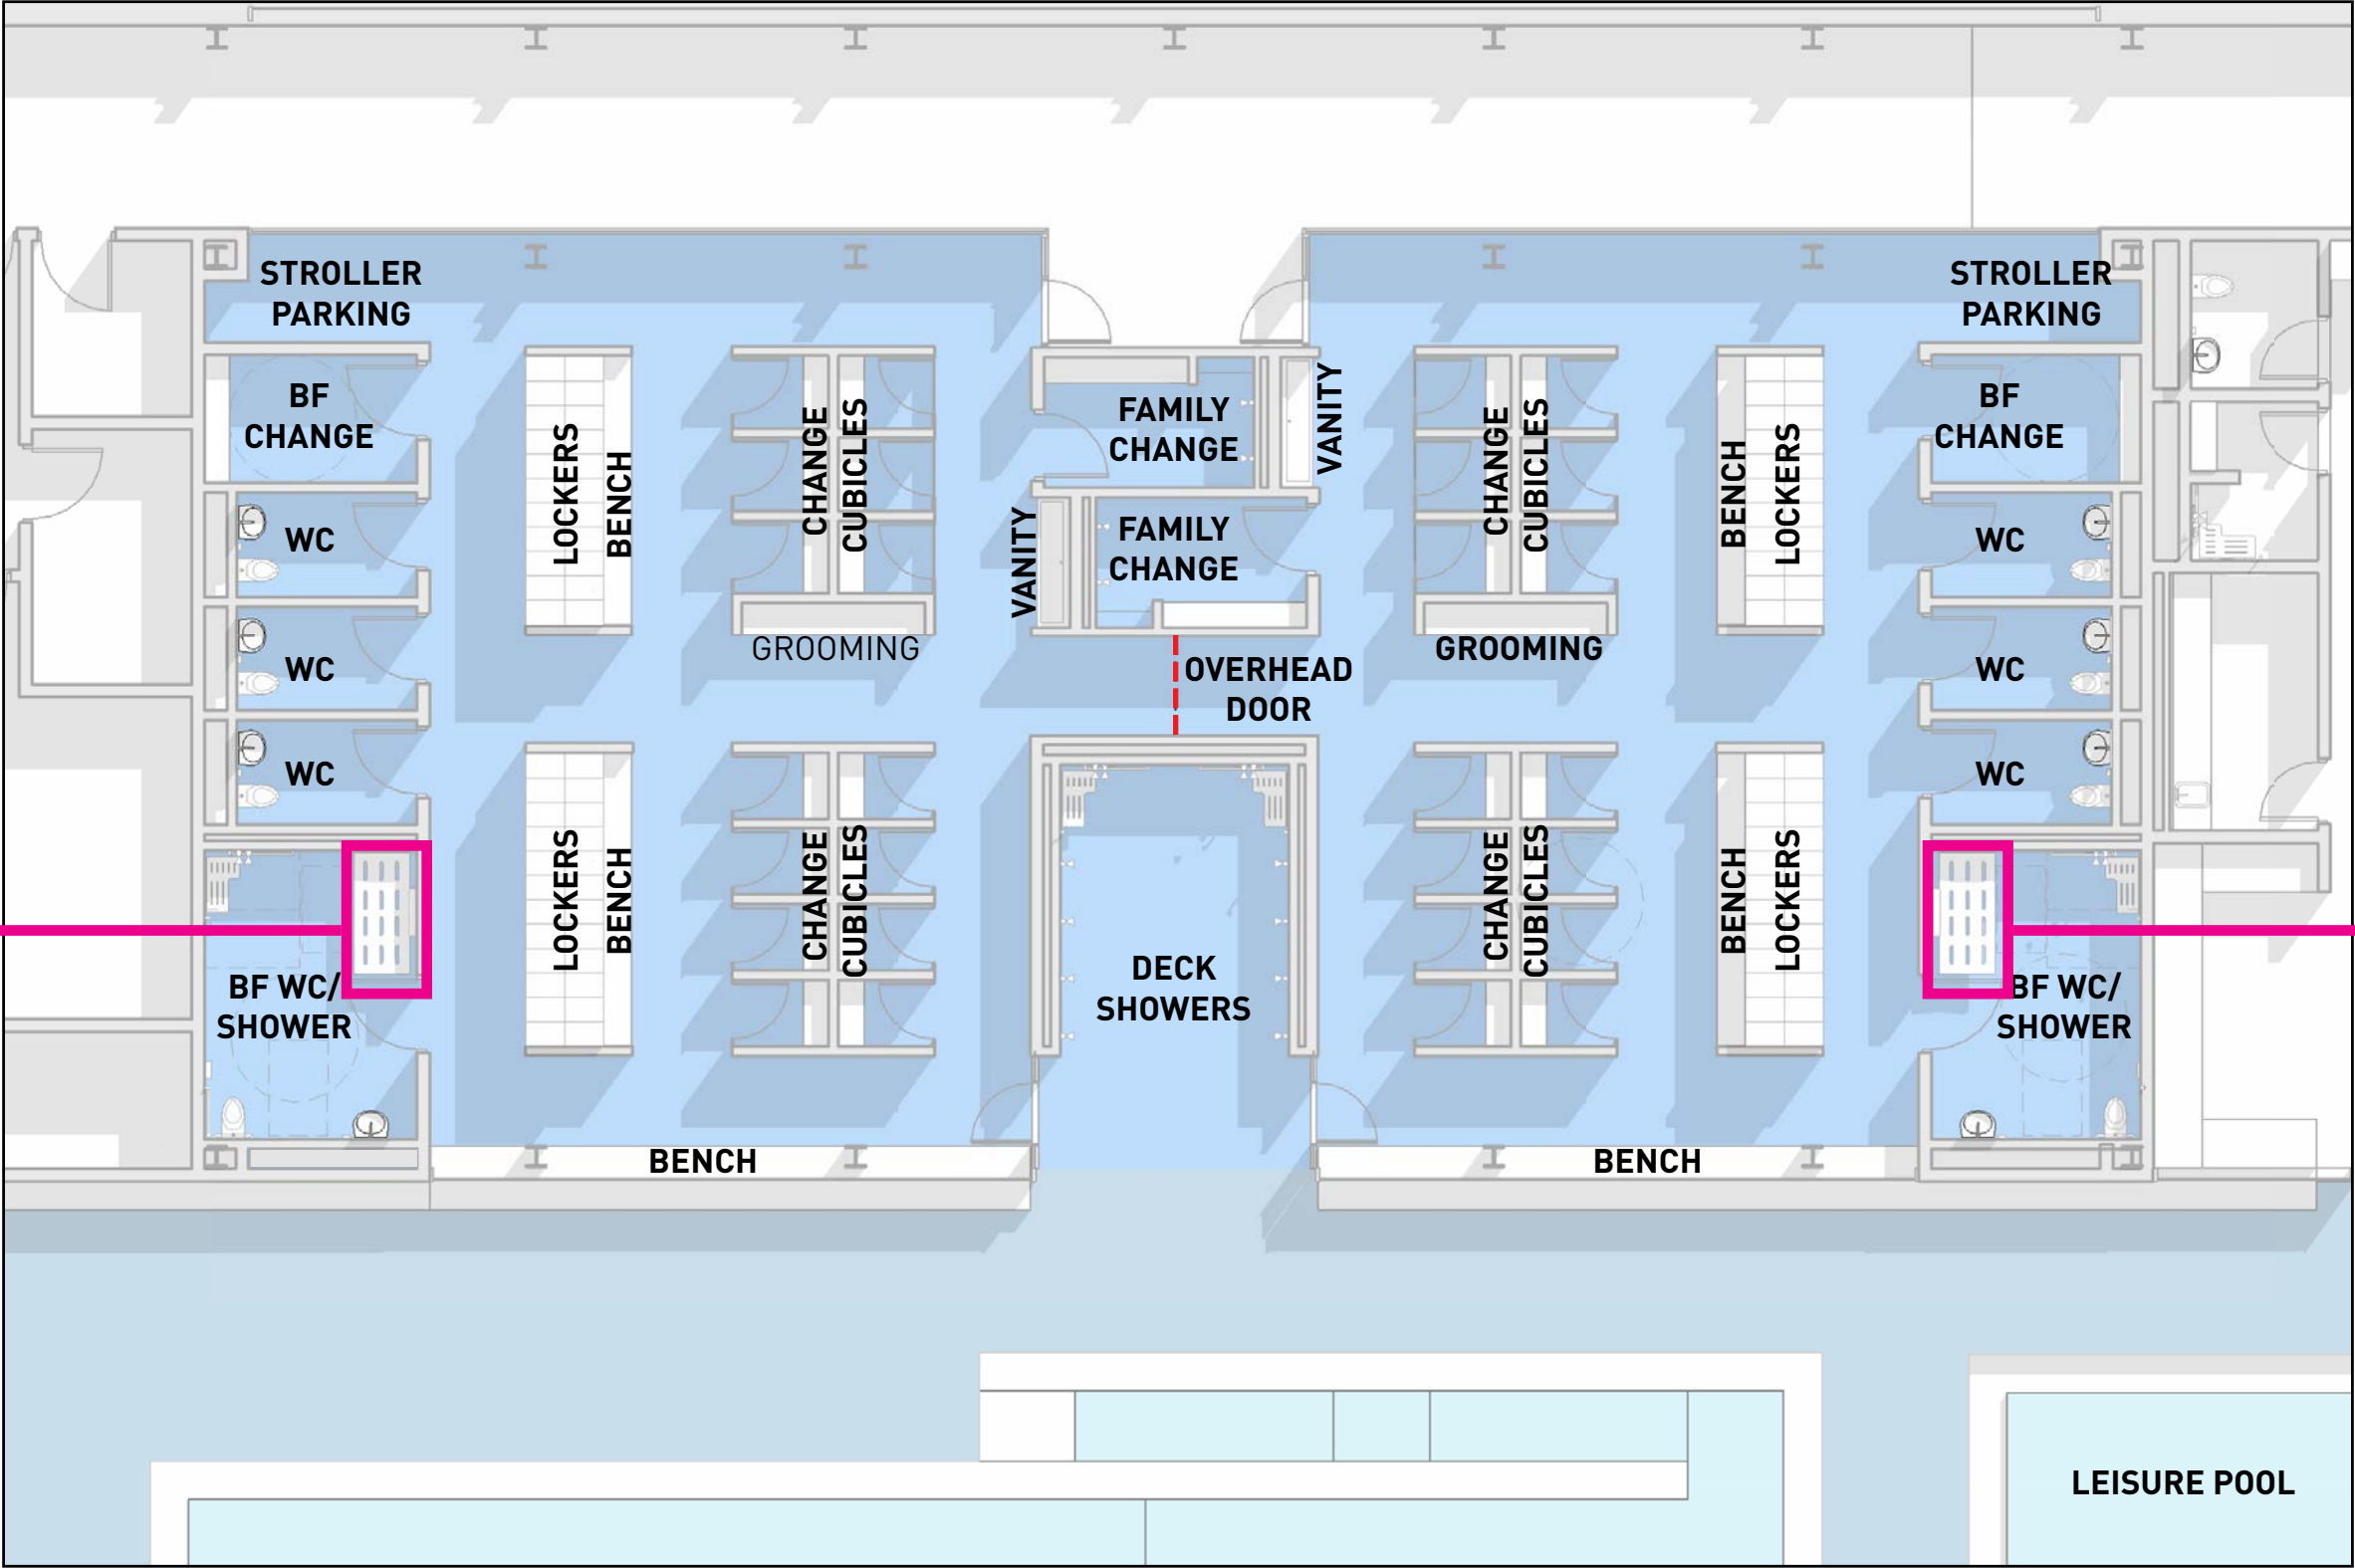 STROLLER
PARKING
STROLLER
PARKING
BF
CHANGE
LOCKERS
BENCH
CHANGE
CUBICLES
FAMILY
CHANGE
VANITY
CHANGE
CUBICLES
BENCH
LOCKERS
BF
CHANGE
WC
VANITY
FAMILY
CHANGE
WC
WC
GROOMING
OVERHEAD
DOOR
GROOMING
WC
WC
WC
LOCKERS
BENCH
CHANGE
CUBICLES
DECK
SHOWERS
CHANGE
CUBICLES
BENCH
LOCKERS
BF WC/
SHOWER
BF WC/
SHOWER
BENCH
BENCH
LEISURE POOL